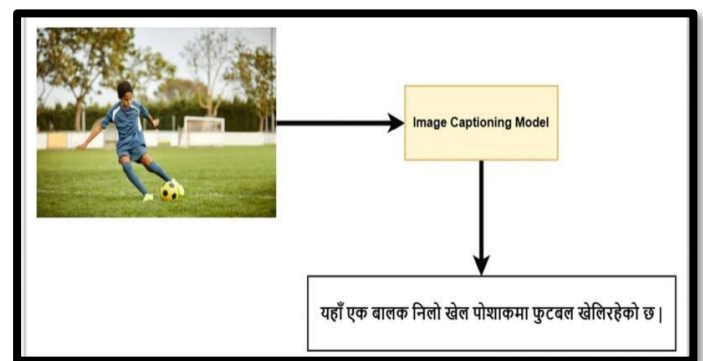 Image Captioning Model
यहाँ एक बालक निलो खेल पोशाकमा फुटबल खेलिरहेको छ |